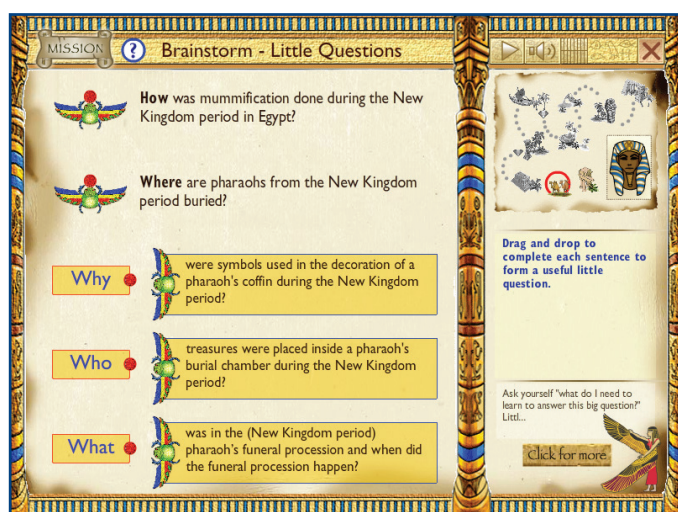 MISSION
? Brainstorm - Little Questions
How was mummification done during the New
Kingdom period in Egypt?
Where are pharaohs from the New Kingdom
period buried?
Why
were symbols used in the decoration of a
pharaoh's coffin during the New Kingdom
period?
Who
treasures were placed inside a pharaoh's
burial chamber during the New Kingdom
period?
What
was in the (New Kingdom period)
pharaoh's funeral procession and when did
the funeral procession happen?
Drag and drop to
complete each sentence to
form a useful little
question.
Ask yourself "what do I need to
learn to answer this big question?"
Littl...
Click for more